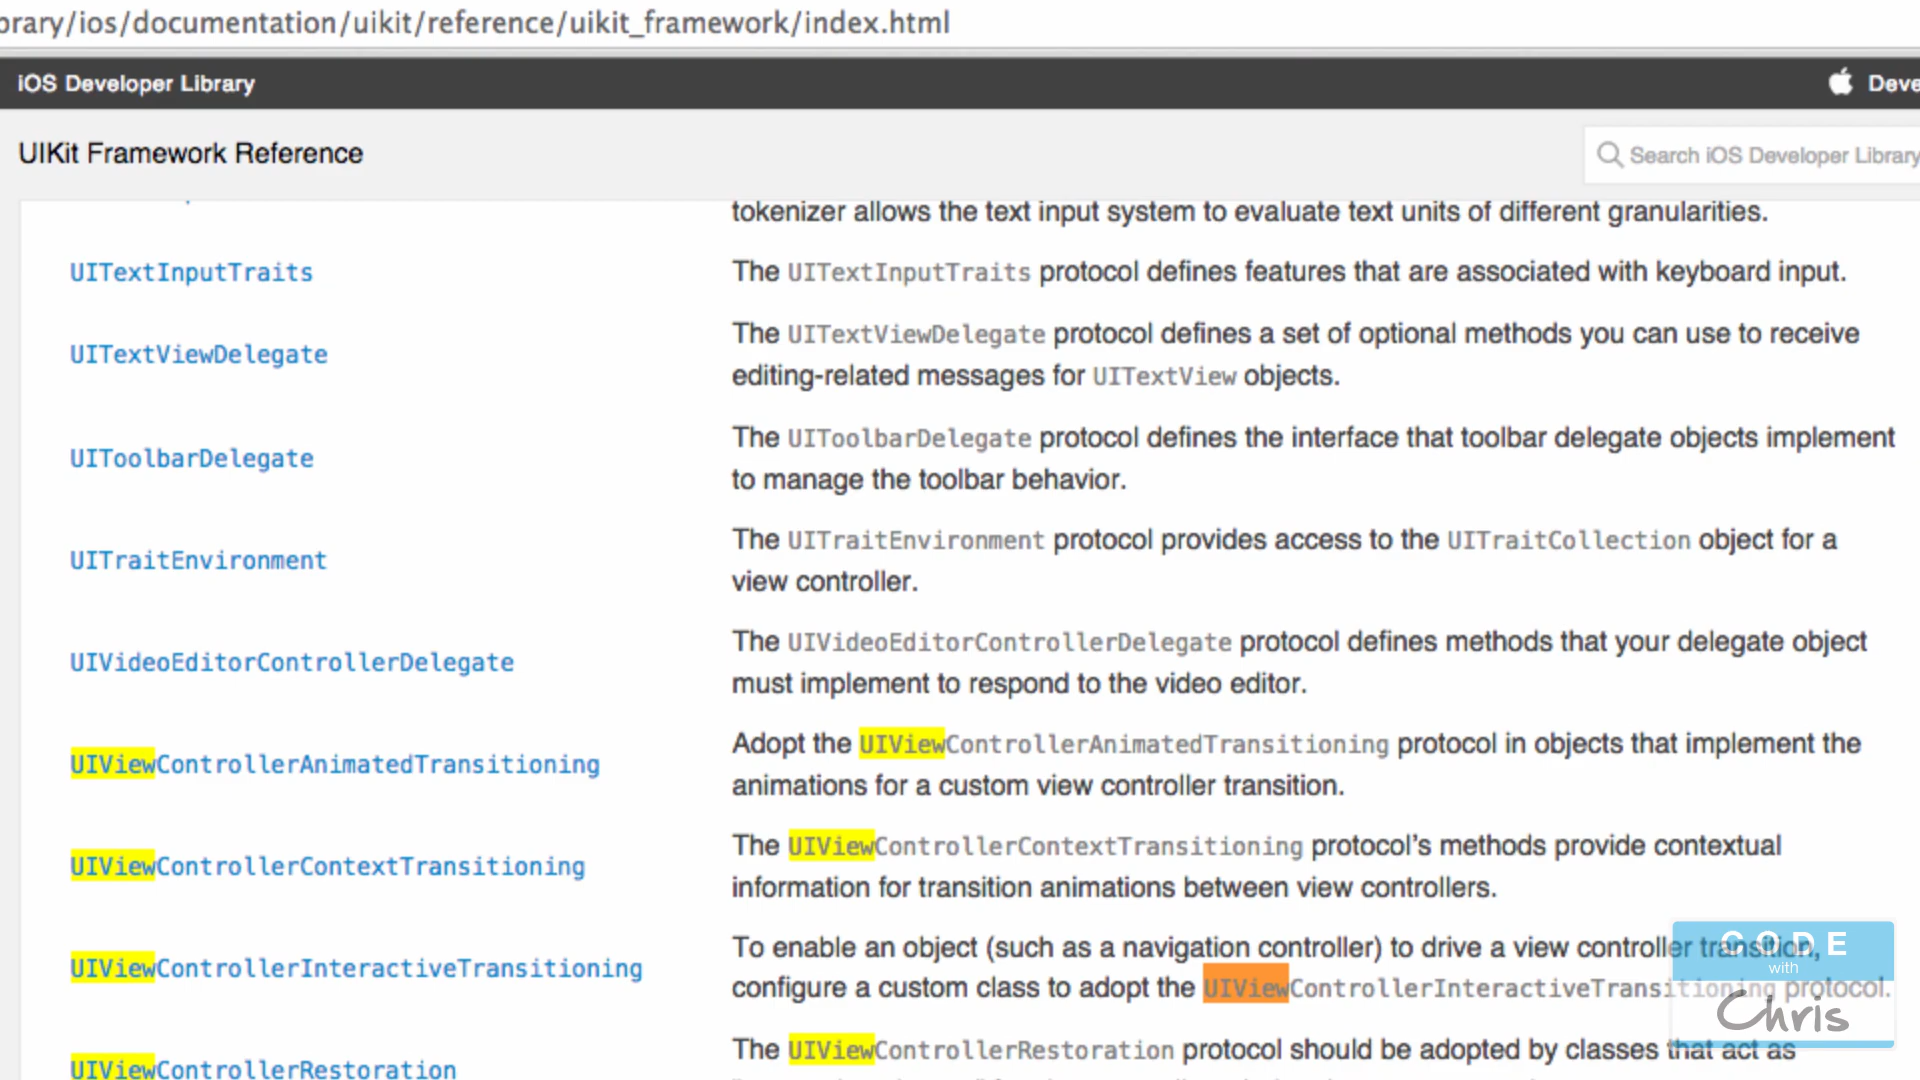 brary/ios/documentation/uikit/reference/uikit_framework/index.html
iOS Developer Library
Deve
UIKit Framework Reference
Search iOS Developer Library
tokenizer allows the text input system to evaluate text units of different granularities.
UITextInputTraits
The UITextInputTraits protocol defines features that are associated with keyboard input.
UITextViewDelegate
The UITextViewDelegate protocol defines a set of optional methods you can use to receive
editing-related messages for UITextView objects.
UIToolbarDelegate
The UIToolbarDelegate protocol defines the interface that toolbar delegate objects implement
to manage the toolbar behavior.
UITraitEnvironment
The UITraitEnvironment protocol provides access to the UITraitCollection object for a
view controller.
UIVideoEditorControllerDelegate
The UIVideoEditorControllerDelegate protocol defines methods that your delegate object
must implement to respond to the video editor.
UIViewControllerAnimatedTransitioning
Adopt the UIViewControllerAnimatedTransitioning protocol in objects that implement the
animations for a custom view controller transition.
UIViewControllerContextTransitioning
The UIViewControllerContextTransitioning protocol's methods provide contextual
information for transition animations between view controllers.
UIViewControllerInteractiveTransitioning
To enable an object (such as a navigation controller) to drive a view controller transition,
configure a custom class to adopt the UIViewControllerInteractiveTransitioning protocol.
UIViewControllerRestoration
The UIViewControllerRestoration protocol should be adopted by classes that act as
CODE
with
Chris